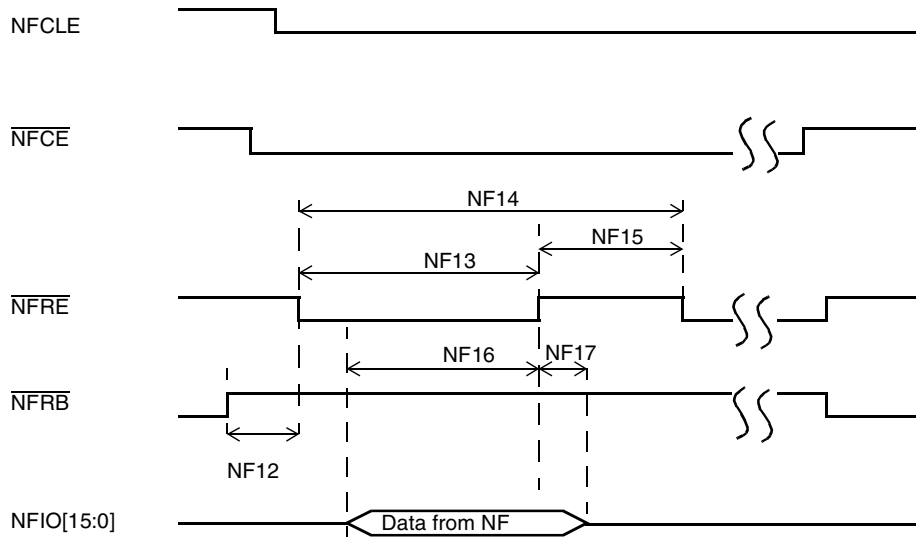 NFCLE
NFCE
NF14
NF15
NF13
NFRE
NF16
NF17
NFRB
NF12
NFIO[15:0]
Data from NF